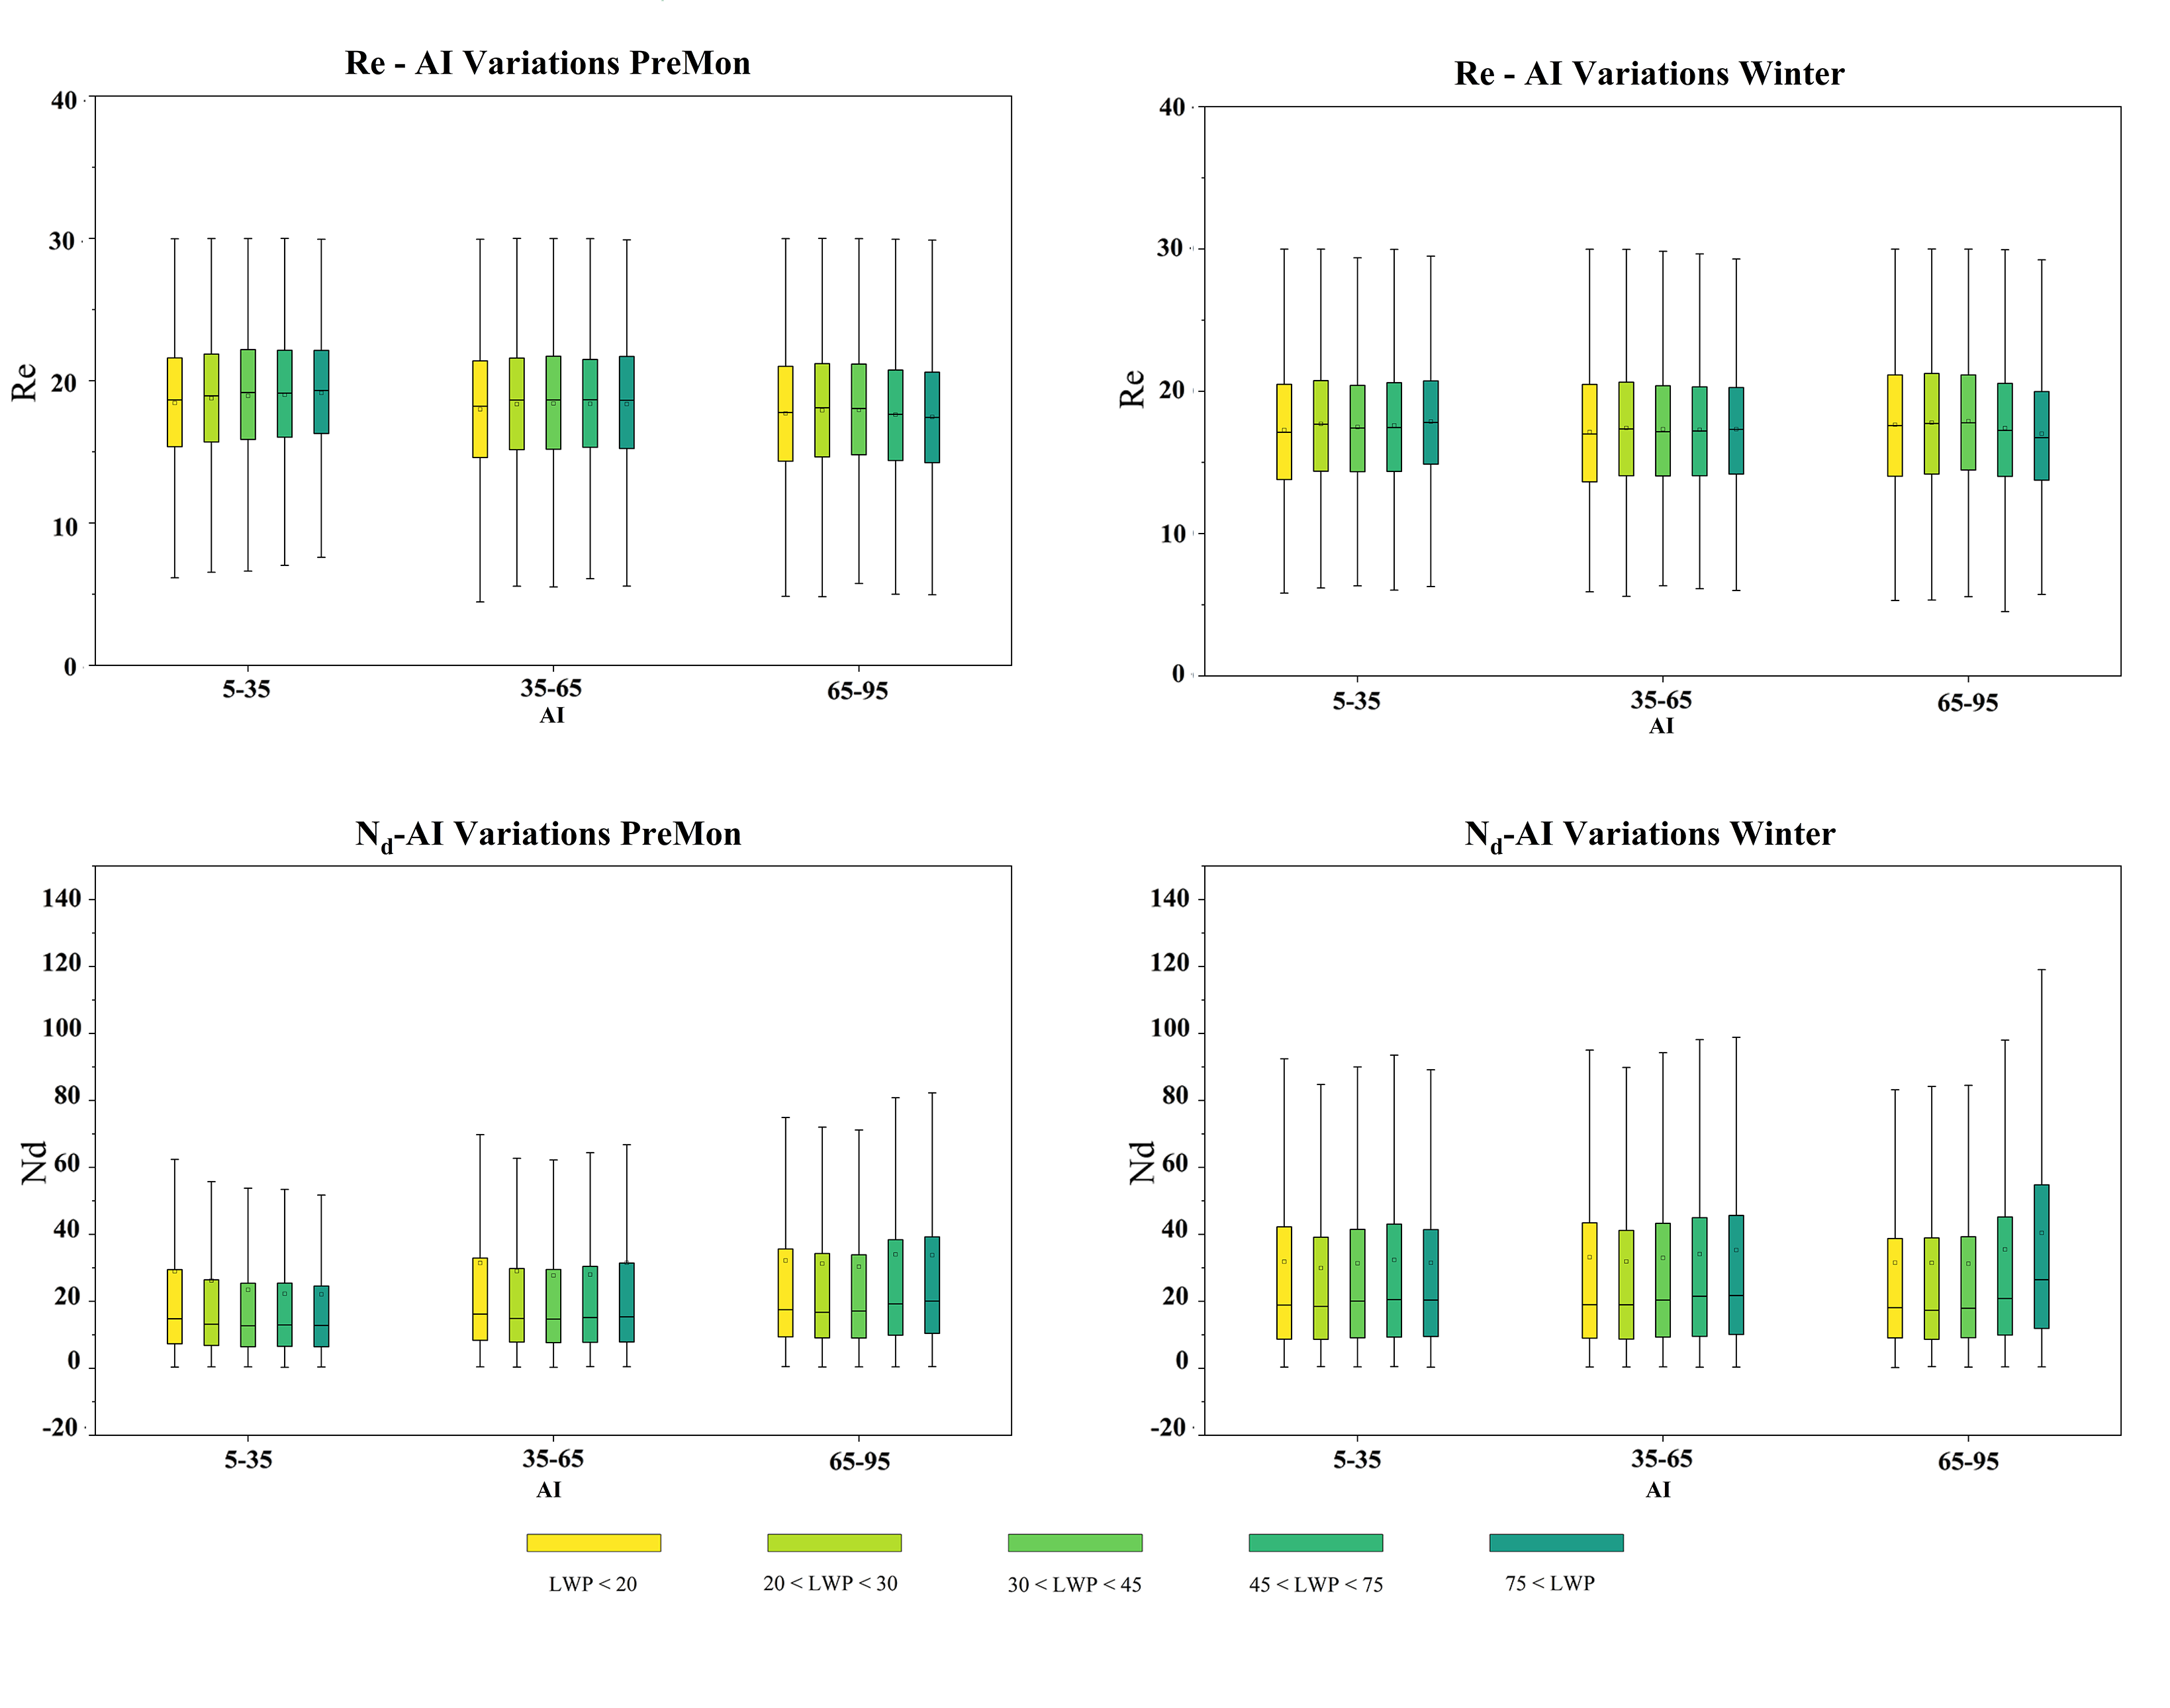 Re - AI Variations PreMon
40
30
20
10
0
Re
5-35
35-65
65-95
AI
Re - AI Variations Winter
40
30
20
10
0
Re
5-35
35-65
65-95
AI
Nd-AI Variations PreMon
140
120
100
80
60
40
20
0
-20
Nd
5-35
35-65
65-95
AI
Nd-AI Variations Winter
140
120
100
80
60
40
20
0
-20
Nd
5-35
35-65
65-95
AI
LWP < 20
20 < LWP < 30
30 < LWP < 45
45 < LWP < 75
75 < LWP